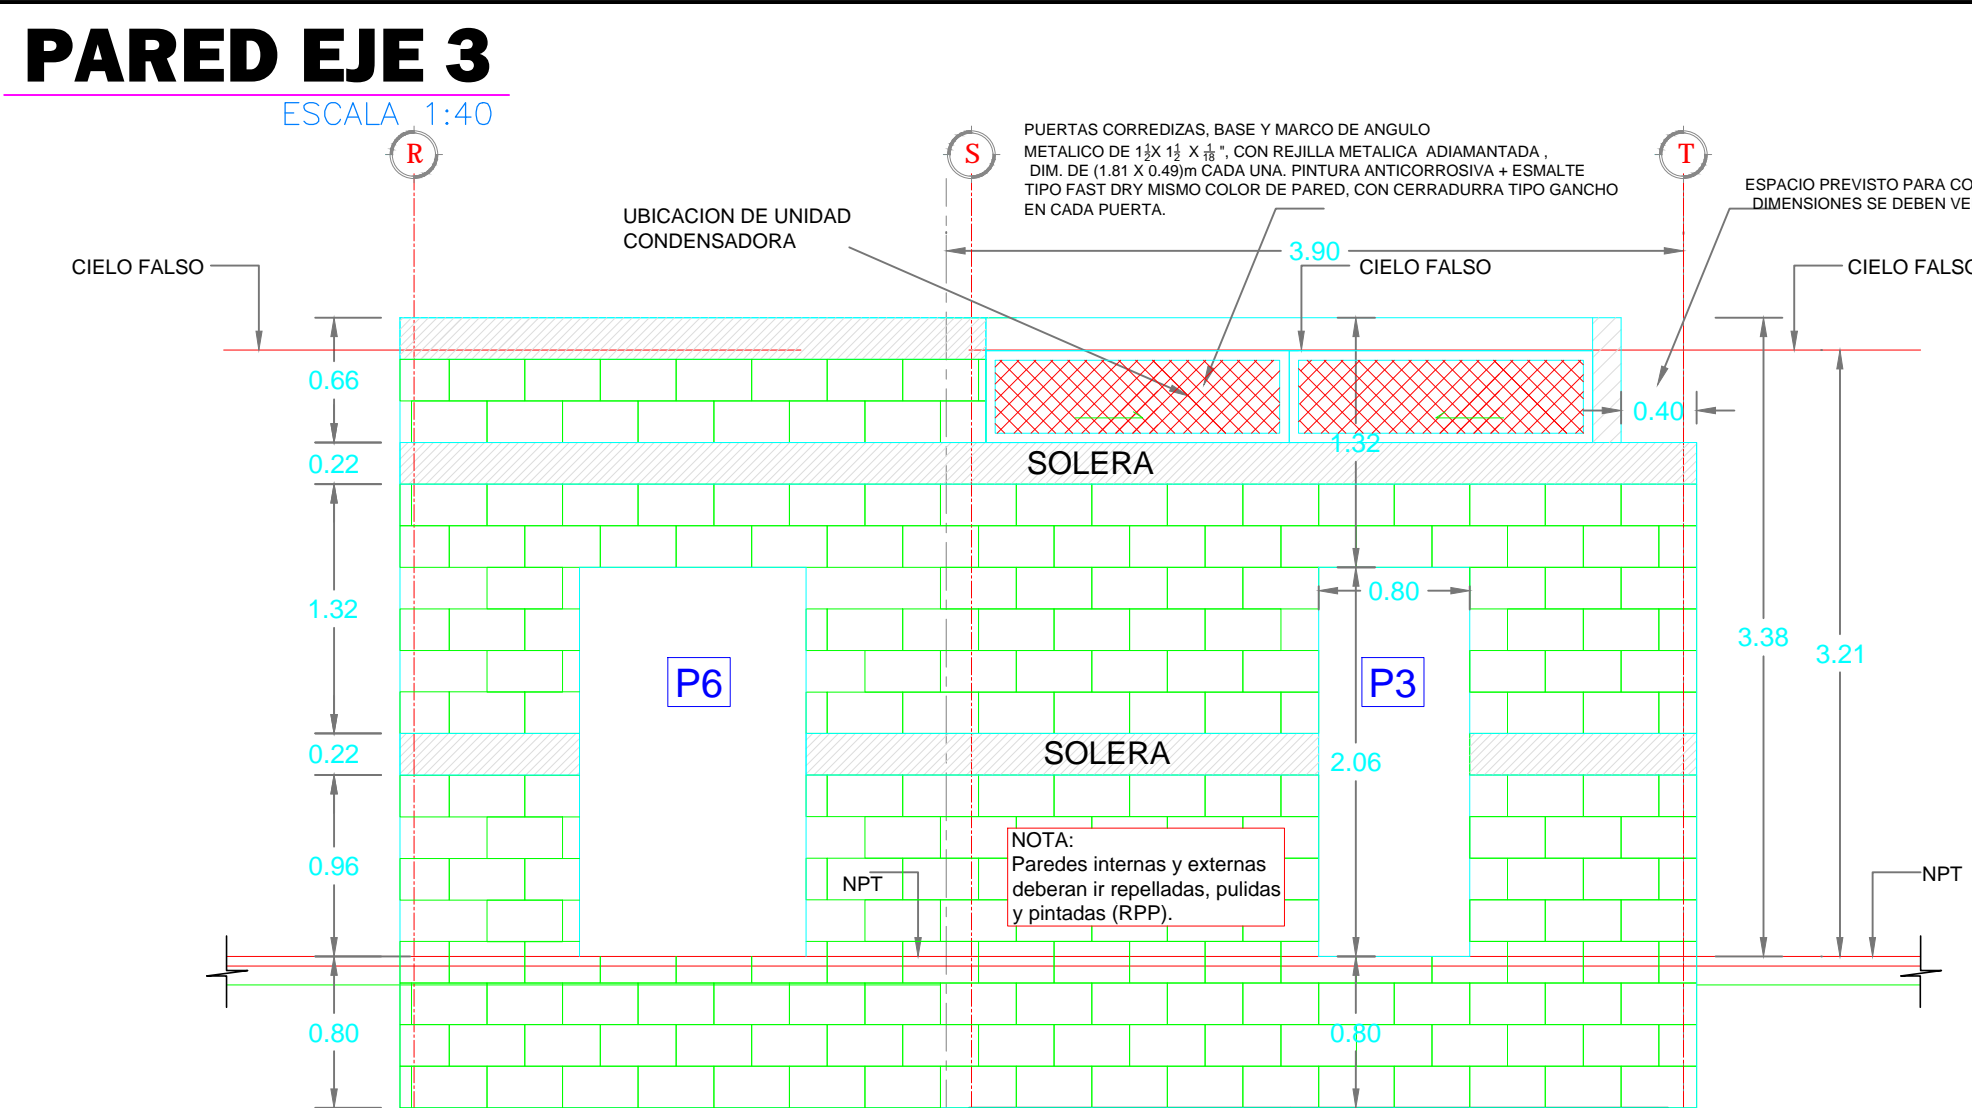 PARED EJE 3
ESCALA 1:40
R
S
T
PUERTAS CORREDIZAS, BASE Y MARCO DE ANGULO
METALICO DE 1½X 1½ X 1/18 ", CON REJILLA METALICA ADIAMANTADA ,
DIM. DE (1.81 X 0.49)m CADA UNA. PINTURA ANTICORROSIVA + ESMALTE
TIPO FAST DRY MISMO COLOR DE PARED, CON CERRADURRA TIPO GANCHO
EN CADA PUERTA.
ESPACIO PREVISTO PARA CO
DIMENSIONES SE DEBEN VE
UBICACION DE UNIDAD
CONDENSADORA
3.90
CIELO FALSO
CIELO FALSO
CIELO FALSO
0.66
0.40
1.32
0.22
SOLERA
0.80
1.32
3.38
3.21
P6
P3
0.22
SOLERA
2.06
NOTA:
Paredes internas y externas
deberan ir repelladas, pulidas
y pintadas (RPP).
0.96
NPT
NPT
0.80
0.80